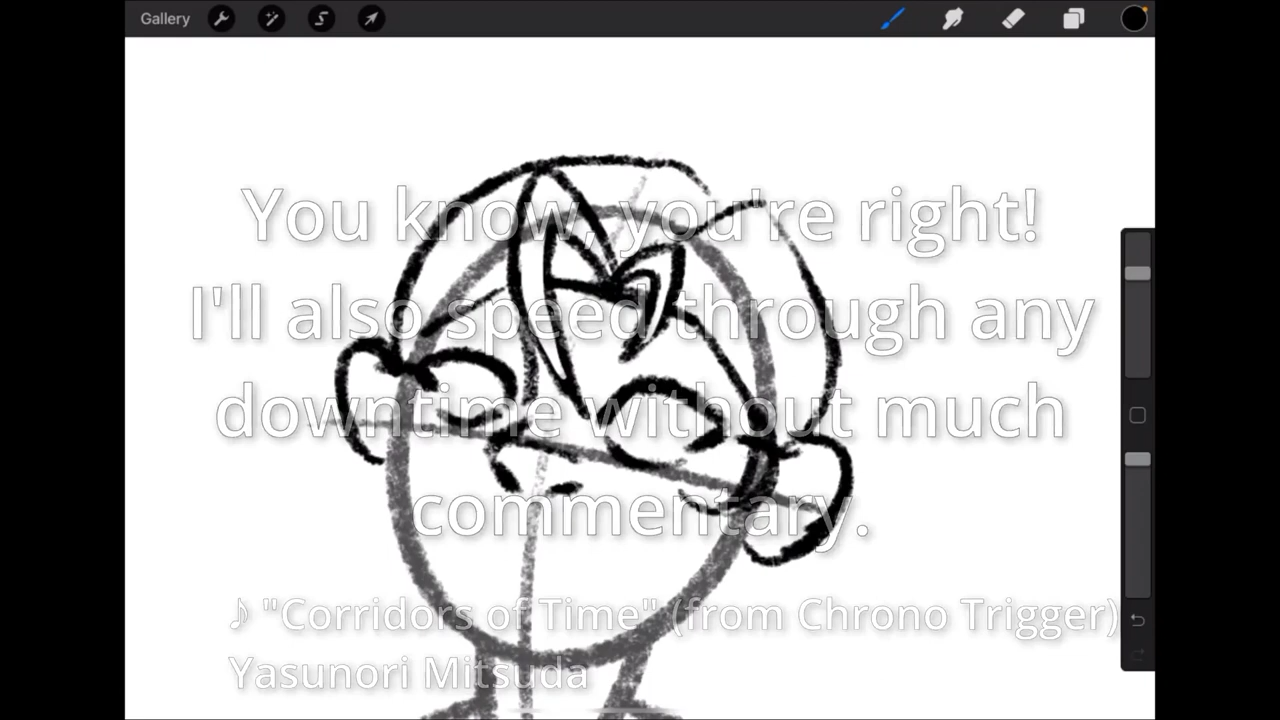 Gallery
You know, you're right!
I'll also speed through any
downtime without much
commentary.
♪ "Corridors of Time" (from Chrono Trigger)
Yasunori Mitsuda